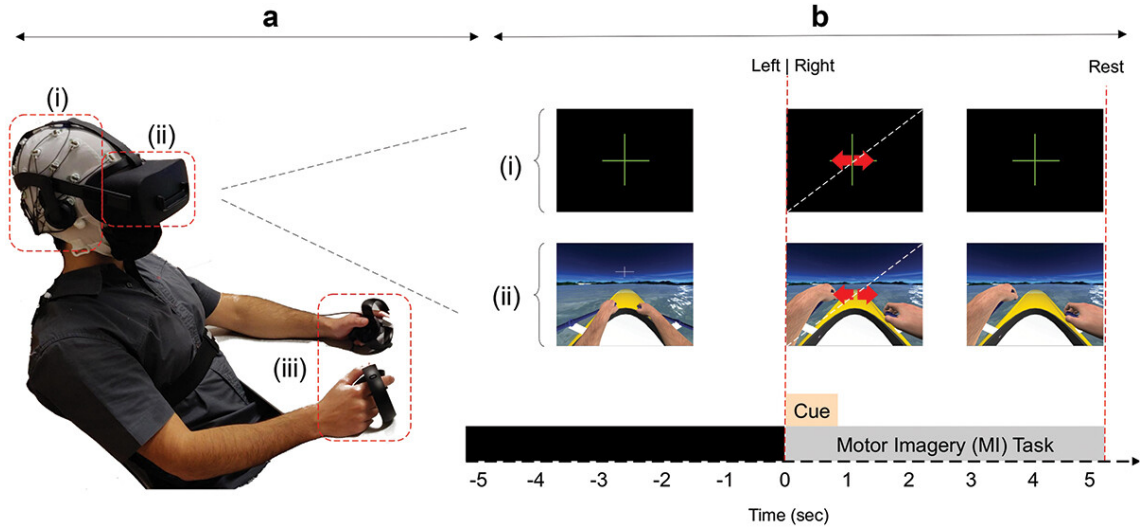 a
b
Left | Right
Rest
(i)
(ii)
(iii)
(i)
(ii)
Cue
Motor Imagery (MI) Task
-5 -4 -3 -2 -1 0 1 2 3 4 5
Time (sec)